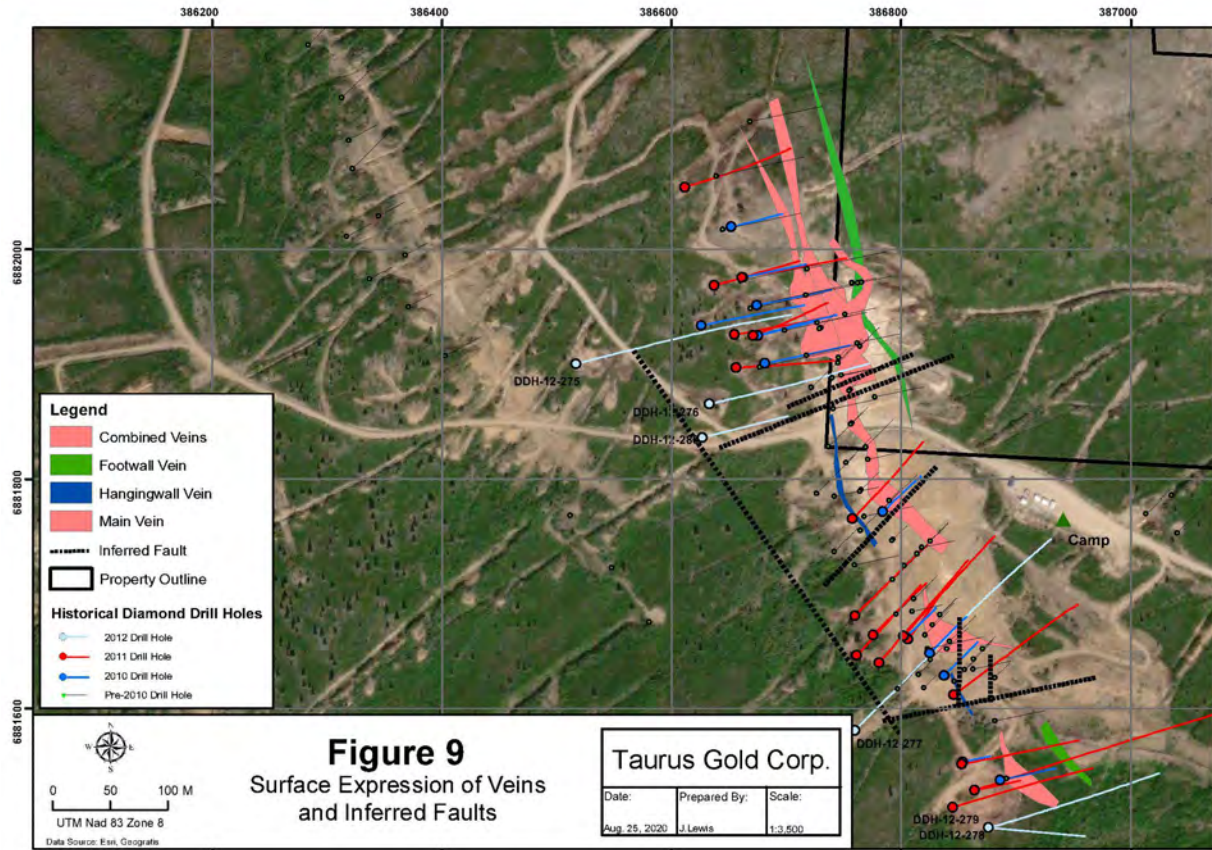 386200 386400 386600 386800 387000
6882000
6881800
6881600
DDH-12-275
DDH-12-276
DDH-12-277
DDH-12-279
DDH-12-278
Camp
Legend
Combined Veins
Footwall Vein
Hangingwall Vein
Main Vein
Inferred Fault
Property Outline
Historical Diamond Drill Holes
2012 Drill Hole
2011 Drill Hole
2010 Drill Hole
Pre-2010 Drill Hole
N
W E
S
0 50 100 M
UTM Nad 83 Zone 8
Data Source: Esri, Geogratis
Figure 9
Surface Expression of Veins
and Inferred Faults
Taurus Gold Corp.
Date: Prepared By: Scale:
Aug. 25, 2020 J.Lewis 1:3,500